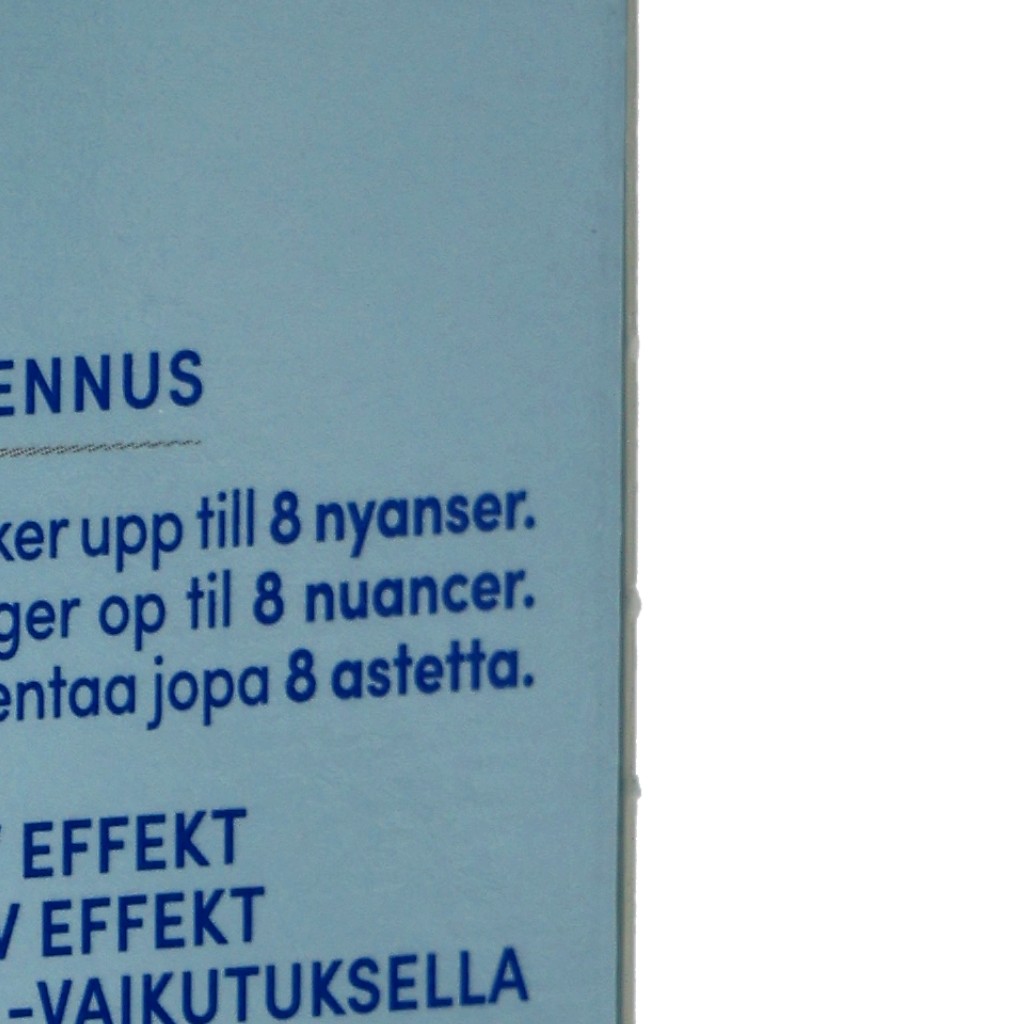 ENNUS
ker upp till 8 nyanser.
ger op til 8 nuancer.
entaa jopa 8 astetta.
EFFEKT
V EFFEKT
-VAIKUTUKSELLA